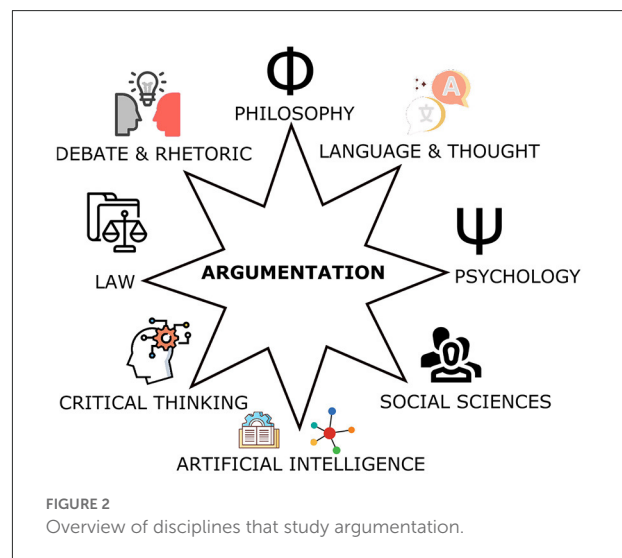 Φ
PHILOSOPHY
A
文
DEBATE & RHETORIC
LANGUAGE & THOUGHT
LAW
ARGUMENTATION
Ψ
PSYCHOLOGY
CRITICAL THINKING
SOCIAL SCIENCES
ARTIFICIAL INTELLIGENCE
FIGURE 2
Overview of disciplines that study argumentation.